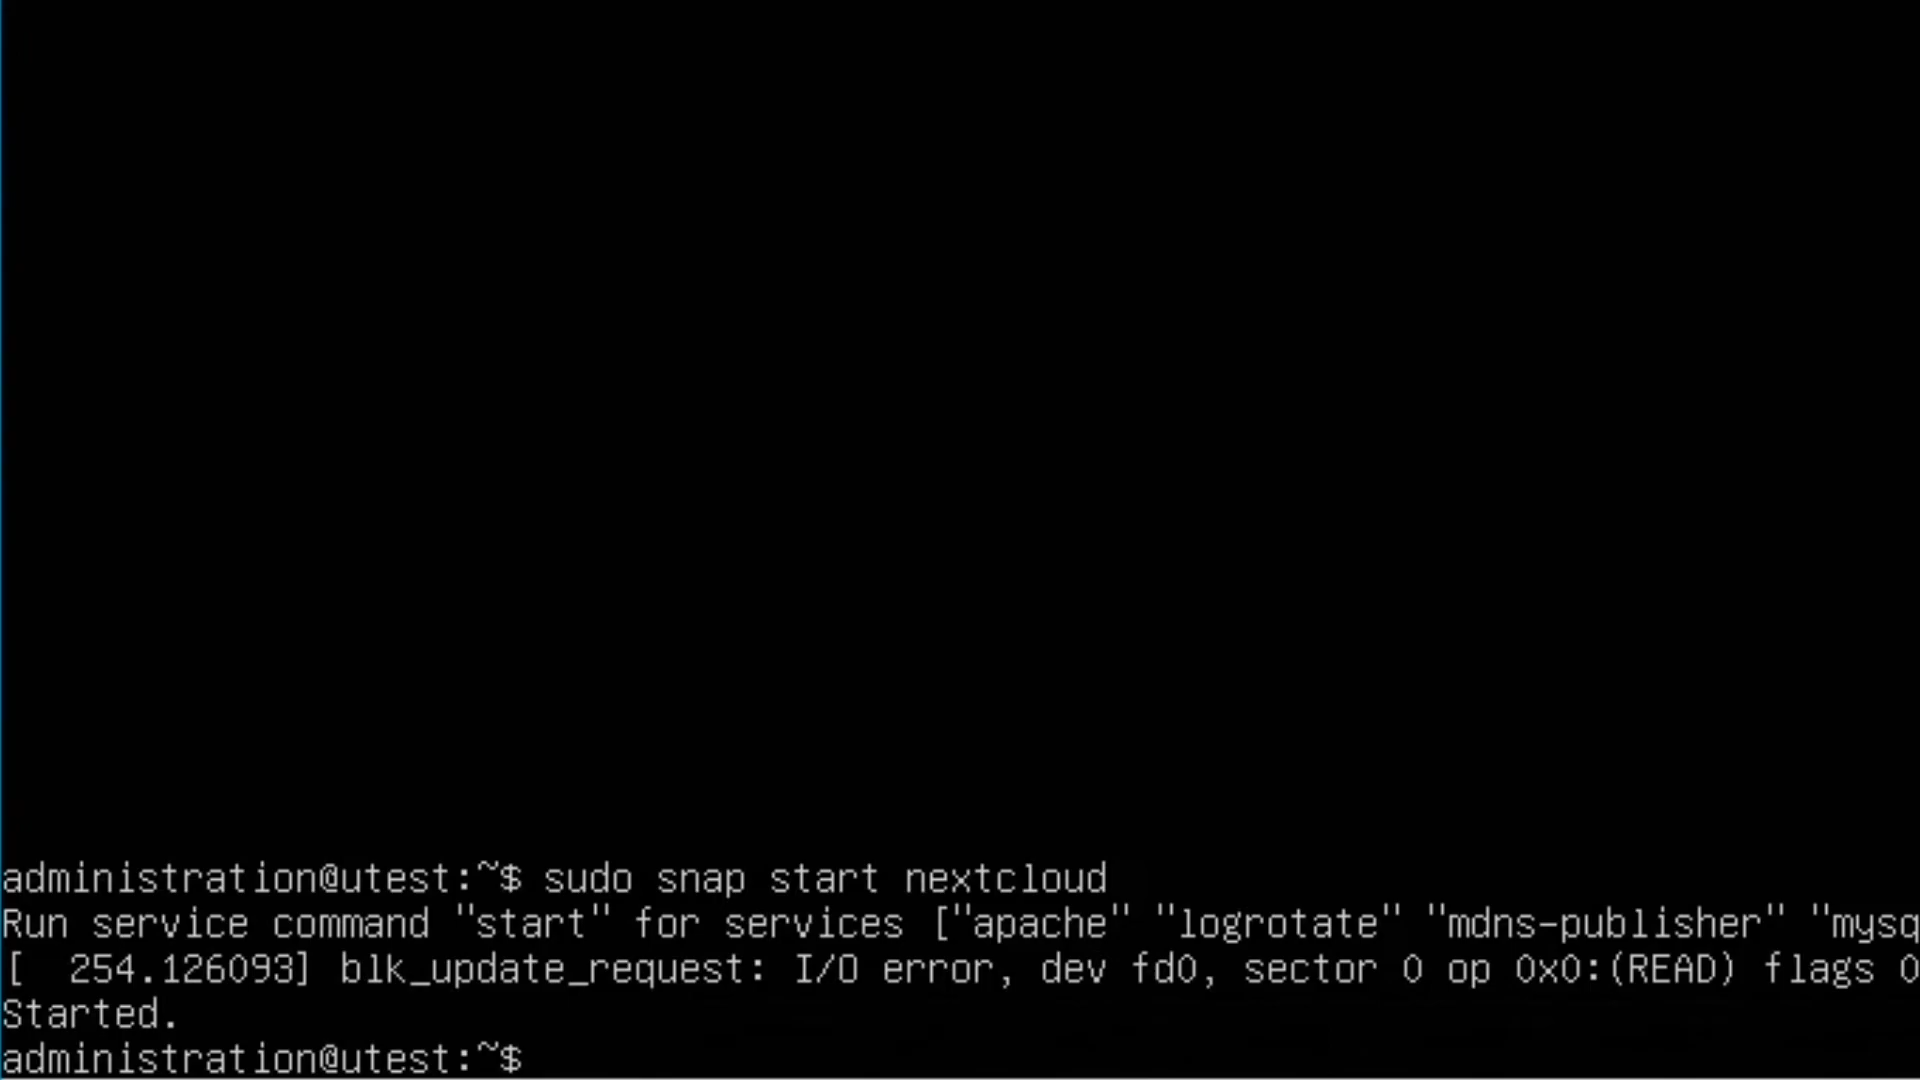 administration@utest:~$ sudo snap start nextcloud
Run service command "start" for services ["apache" "logrotate" "mdns-publisher" "mysq
[  254.126093] blk_update_request: I/O error, dev fd0, sector 0 op 0x0:(READ) flags 0
Started.
administration@utest:~$